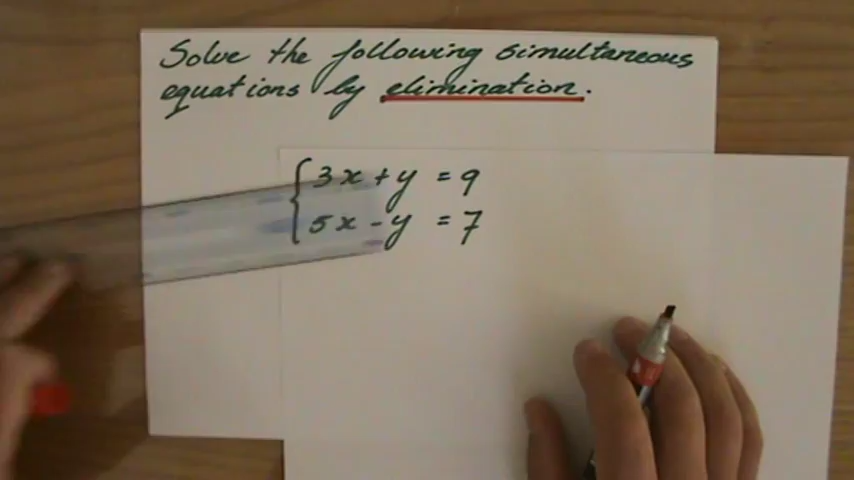 Solve the following simultaneous
equations by elimination.
3x + y = 9
5x - y = 7